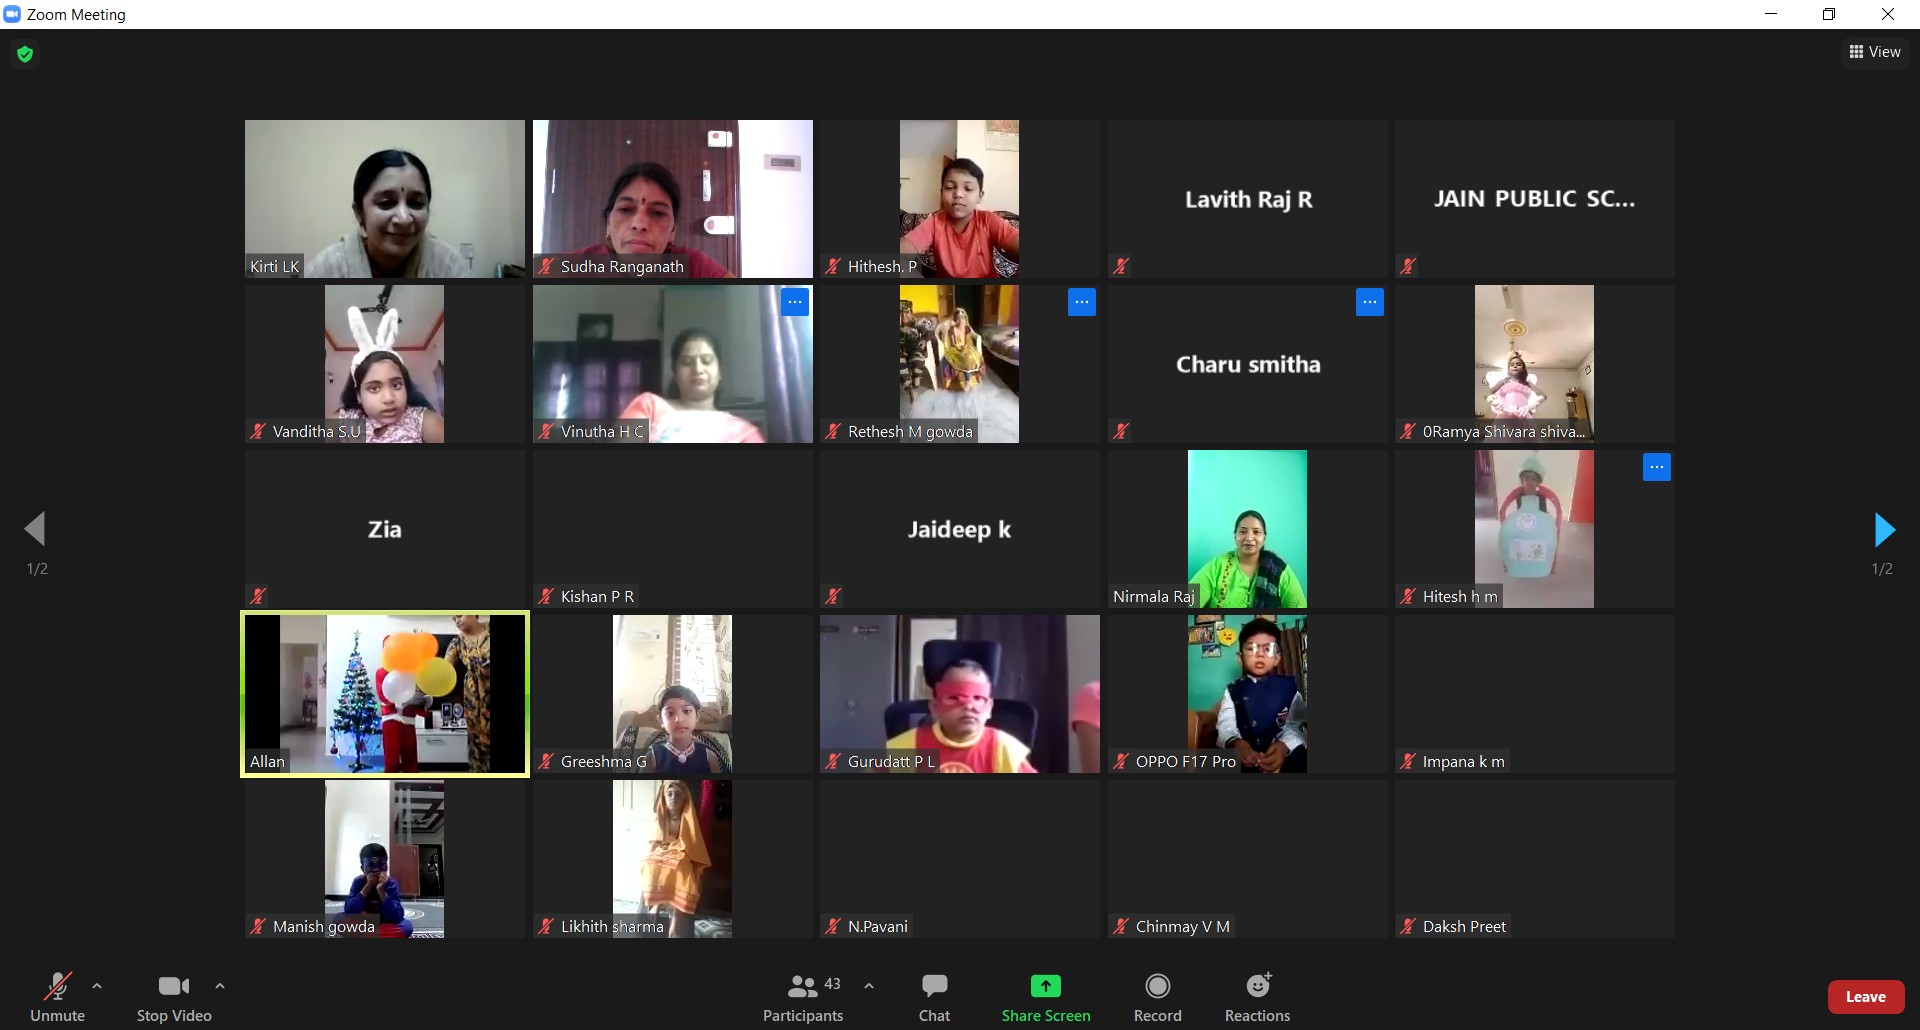 Zoom Meeting
View
Kirti LK
Sudha Ranganath
Hithesh. P
Lavith Raj R
JAIN PUBLIC SC...
Vanditha S.U
Vinutha H C
Rethesh M gowda
Charu smitha
0Ramya Shivara shiva...
Zia
Kishan P R
Jaideep k
Nirmala Raj
Hitesh h m
1/2
1/2
Allan
Greeshma G
Gurudatt P L
OPPO F17 Pro
Impana k m
Manish gowda
Likhith sharma
N.Pavani
Chinmay V M
Daksh Preet
Unmute
Stop Video
43
Participants
Chat
Share Screen
Record
Reactions
Leave